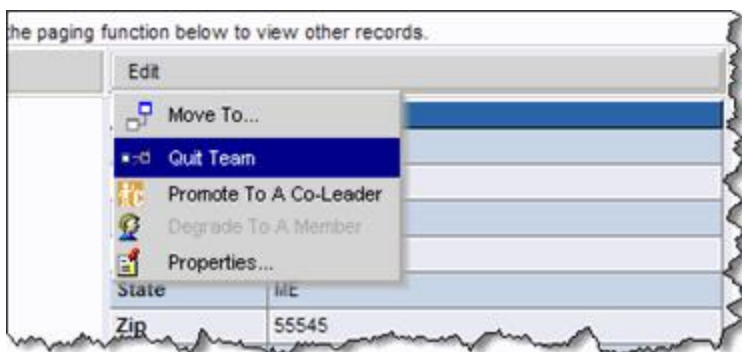 the paging function below to view other records.
Edit
Move To...
Quit Team
Promote To A Co-Leader
Degrade To A Member
Properties...
State ME
Zip 55545